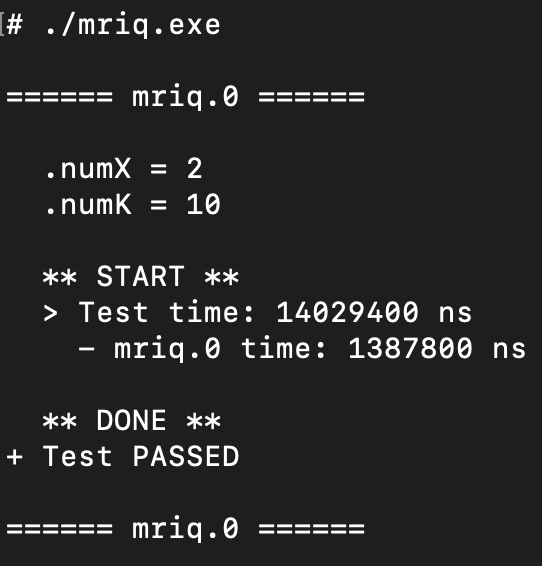 # ./mriq.exe
====== mriq.0 ======
.numX = 2
.numK = 10
** START **
> Test time: 14029400 ns
– mriq.0 time: 1387800 ns
** DONE **
+ Test PASSED
====== mriq.0 ======